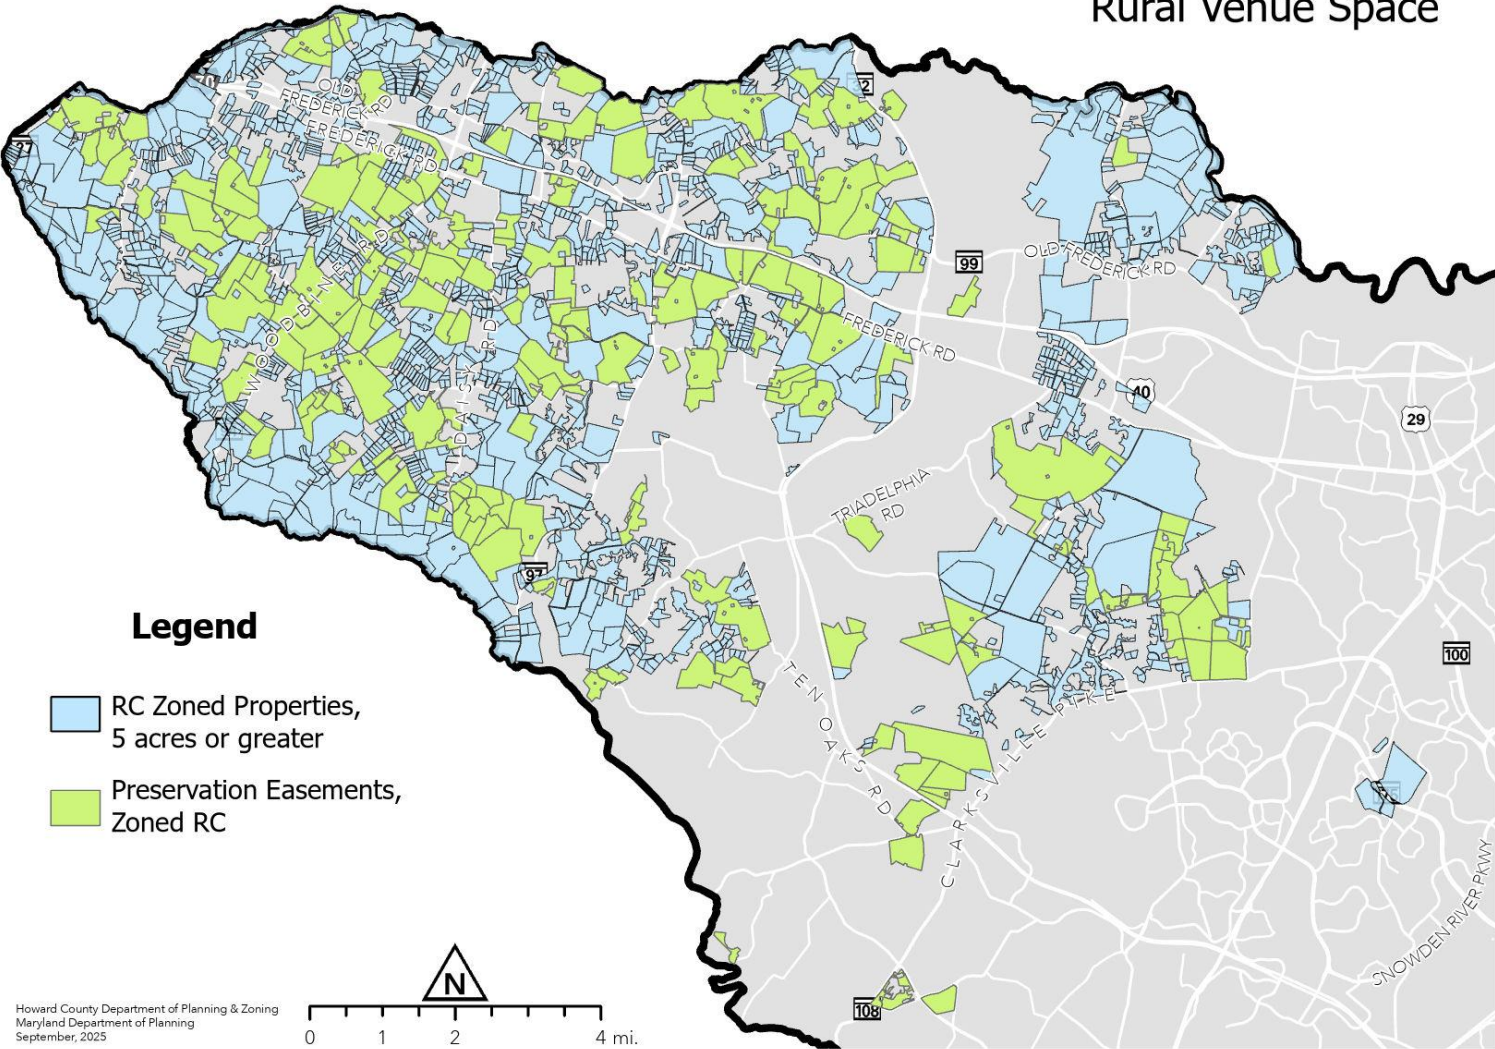 Rural Venue Space
OLD
FREDERICK RD
FREDERICK RD
27
99
OLD FREDERICK RD
WOODBINE RD
DAISY RD
FREDERICK RD
40
29
TRIADELPHIA
RD
97
100
Legend
RC Zoned Properties,
5 acres or greater
Preservation Easements,
Zoned RC
TEN OAKS RD
CLARKSVILLE PIKE
SNOWDEN RIVER PKWY
N
108
Howard County Department of Planning & Zoning
Maryland Department of Planning
September, 2025
0 1 2 4 mi.